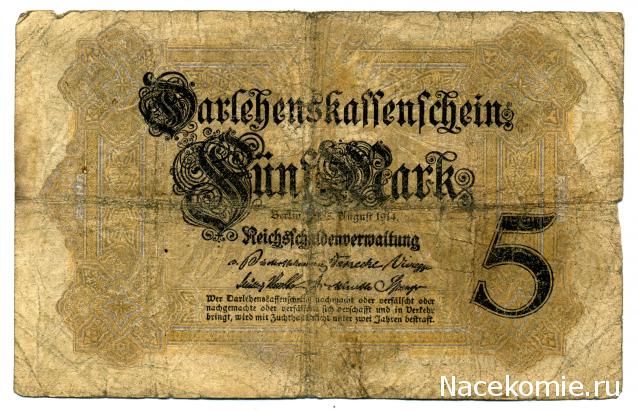 Darlehenskassenschein
Fünf Mark
Berlin, den 5. August 1914.
Reichsschuldenverwaltung
5
Wer Darlehenskassenscheine nachmacht oder verfälscht oder
nachgemachte oder verfälschte sich verschafft und in Verkehr
bringt, wird mit Zuchthaus nicht unter zwei Jahren bestraft.
Nacekomie.ru